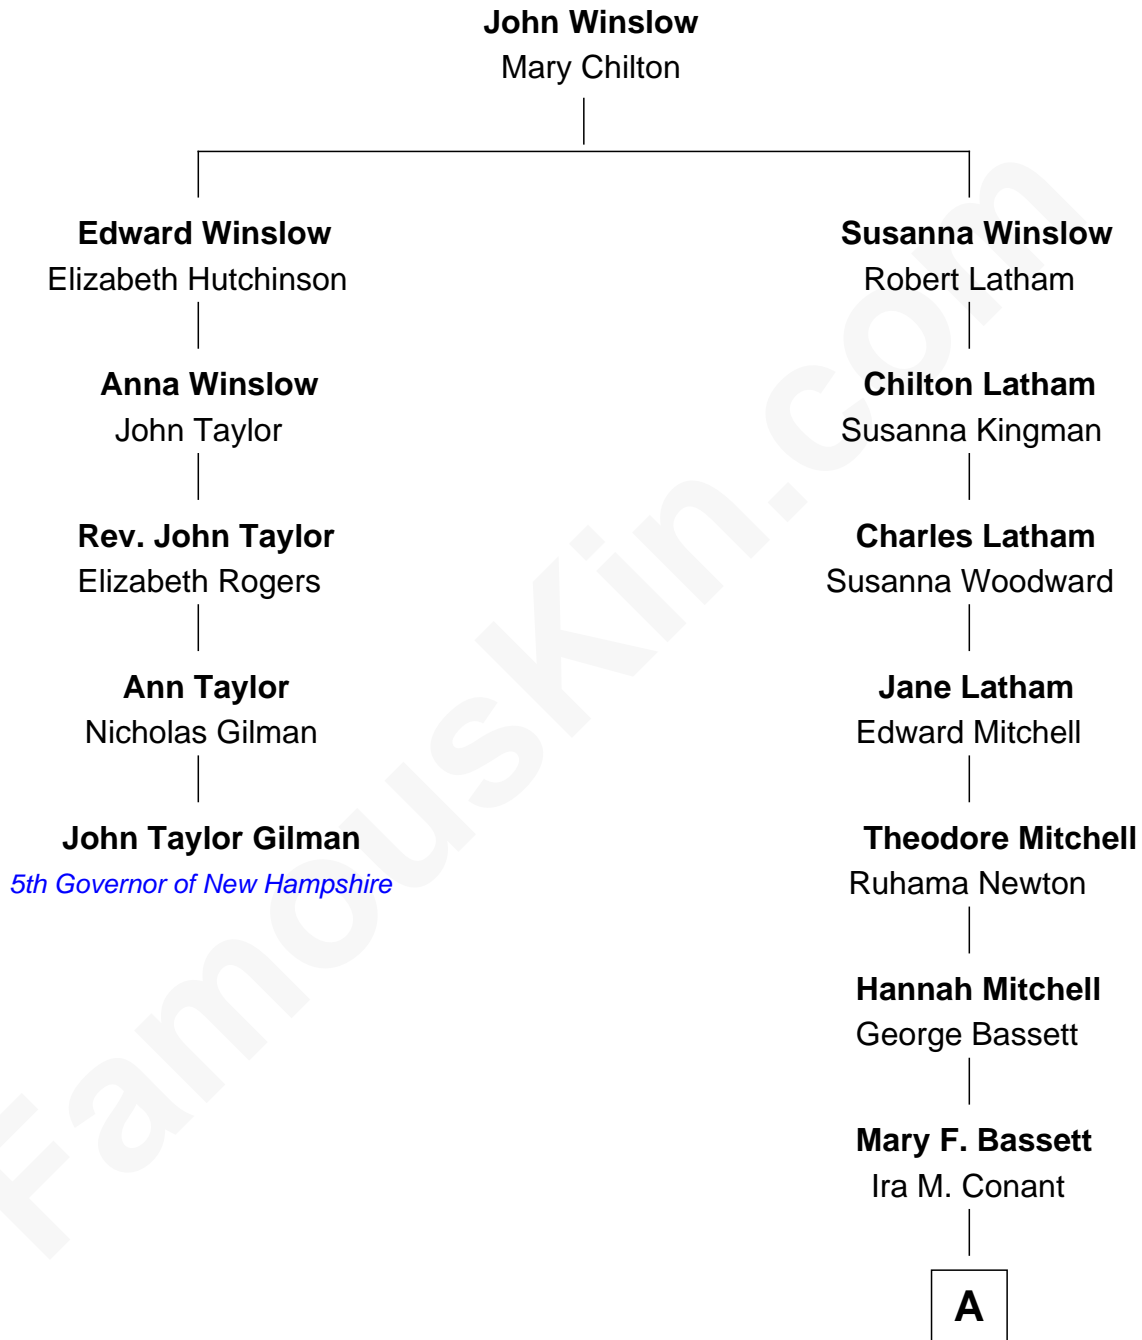 John Winslow
Mary Chilton
Edward Winslow
Elizabeth Hutchinson
Susanna Winslow
Robert Latham
Anna Winslow
John Taylor
Chilton Latham
Susanna Kingman
Rev. John Taylor
Elizabeth Rogers
Charles Latham
Susanna Woodward
Ann Taylor
Nicholas Gilman
Jane Latham
Edward Mitchell
John Taylor Gilman
5th Governor of New Hampshire
Theodore Mitchell
Ruhama Newton
Hannah Mitchell
George Bassett
Mary F. Bassett
Ira M. Conant
A
FamousKin.com